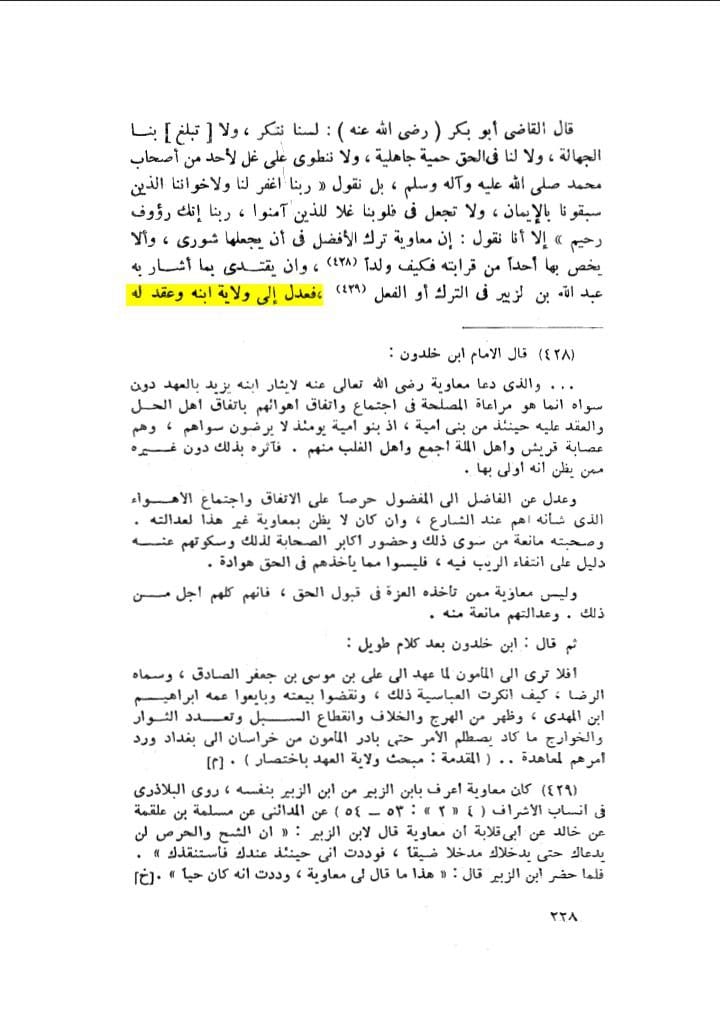 قال القاضى أبو بكر ( رضى الله عنه ) : لسنا ننكر ، ولا [ تبلغ ] بنا
الجهالة ، ولا لنا فى الحق حمية جاهلية ، ولا ننطوى على غل لأحد من أصحاب
محمد صلى الله عليه وآله وسلم ، بل نقول « ربنا اغفر لنا ولاخواننا الذين
سبقونا بالإيمان ، ولا تجعل فى قلوبنا غلا للذين آمنوا ، ربنا إنك رؤوف
رحيم » إلا أنا نقول : إن معاوية ترك الأفضل فى أن يجعلها شورى ، وألا
يخص بها أحداً من قرابته فكيف ولداً (٤٢٨) ، وان يقتدى بما أشار به
عبد الله بن لزبير فى الترك أو الفعل (٤٢٩) ،فعدل إلى ولاية ابنه وعقد له
(٤٢٨) قال الامام ابن خلدون :
... والذى دعا معاوية رضى الله تعالى عنه لايثار ابنه يزيد بالعهد دون
سواه انما هو مراعاة المصلحة فى اجتماع واتفاق أهوائهم باتفاق أهل الحل
والعقد عليه حينئذ من بنى امية ، اذ بنو امية يومئذ لا يرضون سواهم ، وهم
عصابة قريش واهل الملة اجمع واهل الغلب منهم . فآثره بذلك دون غيره
ممن يظن انه اولى بها .
وعدل عن الفاضل الى المفضول حرصاً على الاتفاق واجتماع الأهواء
الذى شأنه اهم عند الشارع ، وان كان لا يظن بمعاوية غير هذا لعدالته .
وصحبته مانعة من سوى ذلك وحضور اكابر الصحابة لذلك وسكوتهم عنه
دليل على انتفاء الريب فيه ، فليسوا مما يأخذهم فى الحق هوادة .
وليس معاوية ممن تأخذه العزة فى قبول الحق ، فانهم كلهم اجل من
ذلك . وعدالتهم مانعة منه .
ثم قال : ابن خلدون بعد كلام طويل :
افلا ترى الى المأمون لما عهد الى على بن موسى بن جعفر الصادق ، وسماه
الرضا ، كيف انكرت العباسية ذلك ، ونقضوا بيعته وبايعوا عمه ابراهيم
ابن المهدى ، وظهر من الهرج والخلاف وانقطاع السبل وتعدد الثوار
والخوارج ما كاد يصطلم الأمر حتى بادر المأمون من خراسان الى بغداد ورد
أمرهم لمعاهدة .. ( المقدمة : مبحث ولاية العهد باختصار ) . [م]
(٤٢٩) كان معاوية اعرف بابن الزبير من ابن الزبير بنفسه ، روى البلاذرى
فى انساب الأشراف ( ٤ « ٢ » : ٥٣ – ٥٤ ) عن المدائنى عن مسلمة بن علقمة
عن خالد عن ابى قلابة أن معاوية قال لابن الزبير : « ان الشح والحرص لن
يدعاك حتى يدخلاك مدخلا ضيقاً ، فوددت انى حينئذ عندك فأستنقذك » .
فلما حضر ابن الزبير قال : « هذا ما قال لى معاوية ، وددت انه كان حياً » .[خ]
٢٢٨